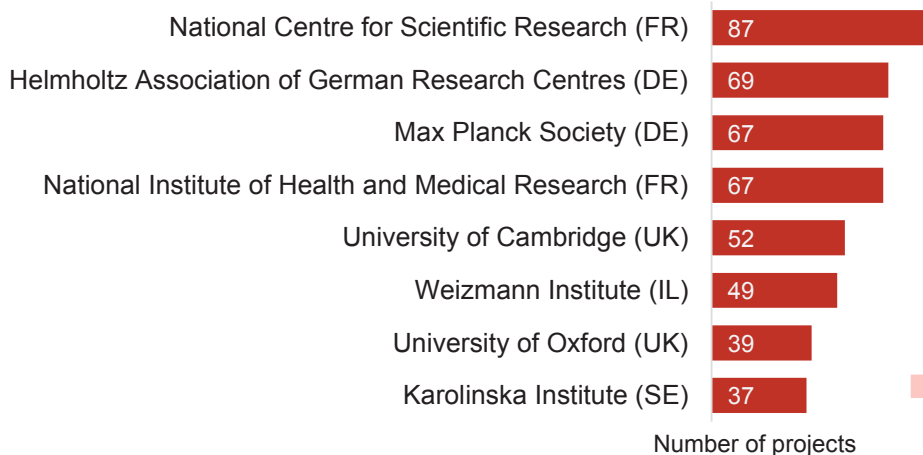 National Centre for Scientific Research (FR) 87
Helmholtz Association of German Research Centres (DE) 69
Max Planck Society (DE) 67
National Institute of Health and Medical Research (FR) 67
University of Cambridge (UK) 52
Weizmann Institute (IL) 49
University of Oxford (UK) 39
Karolinska Institute (SE) 37
Number of projects